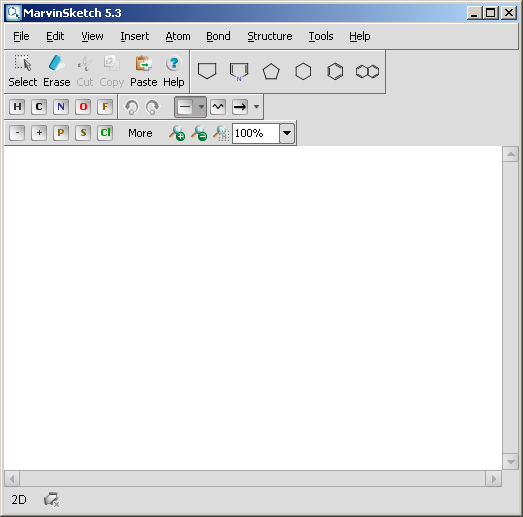 MarvinSketch 5.3
File Edit View Insert Atom Bond Structure Tools Help
Select Erase Cut Copy Paste Help
N
H C N O F
- + P S Cl More 100%
2D